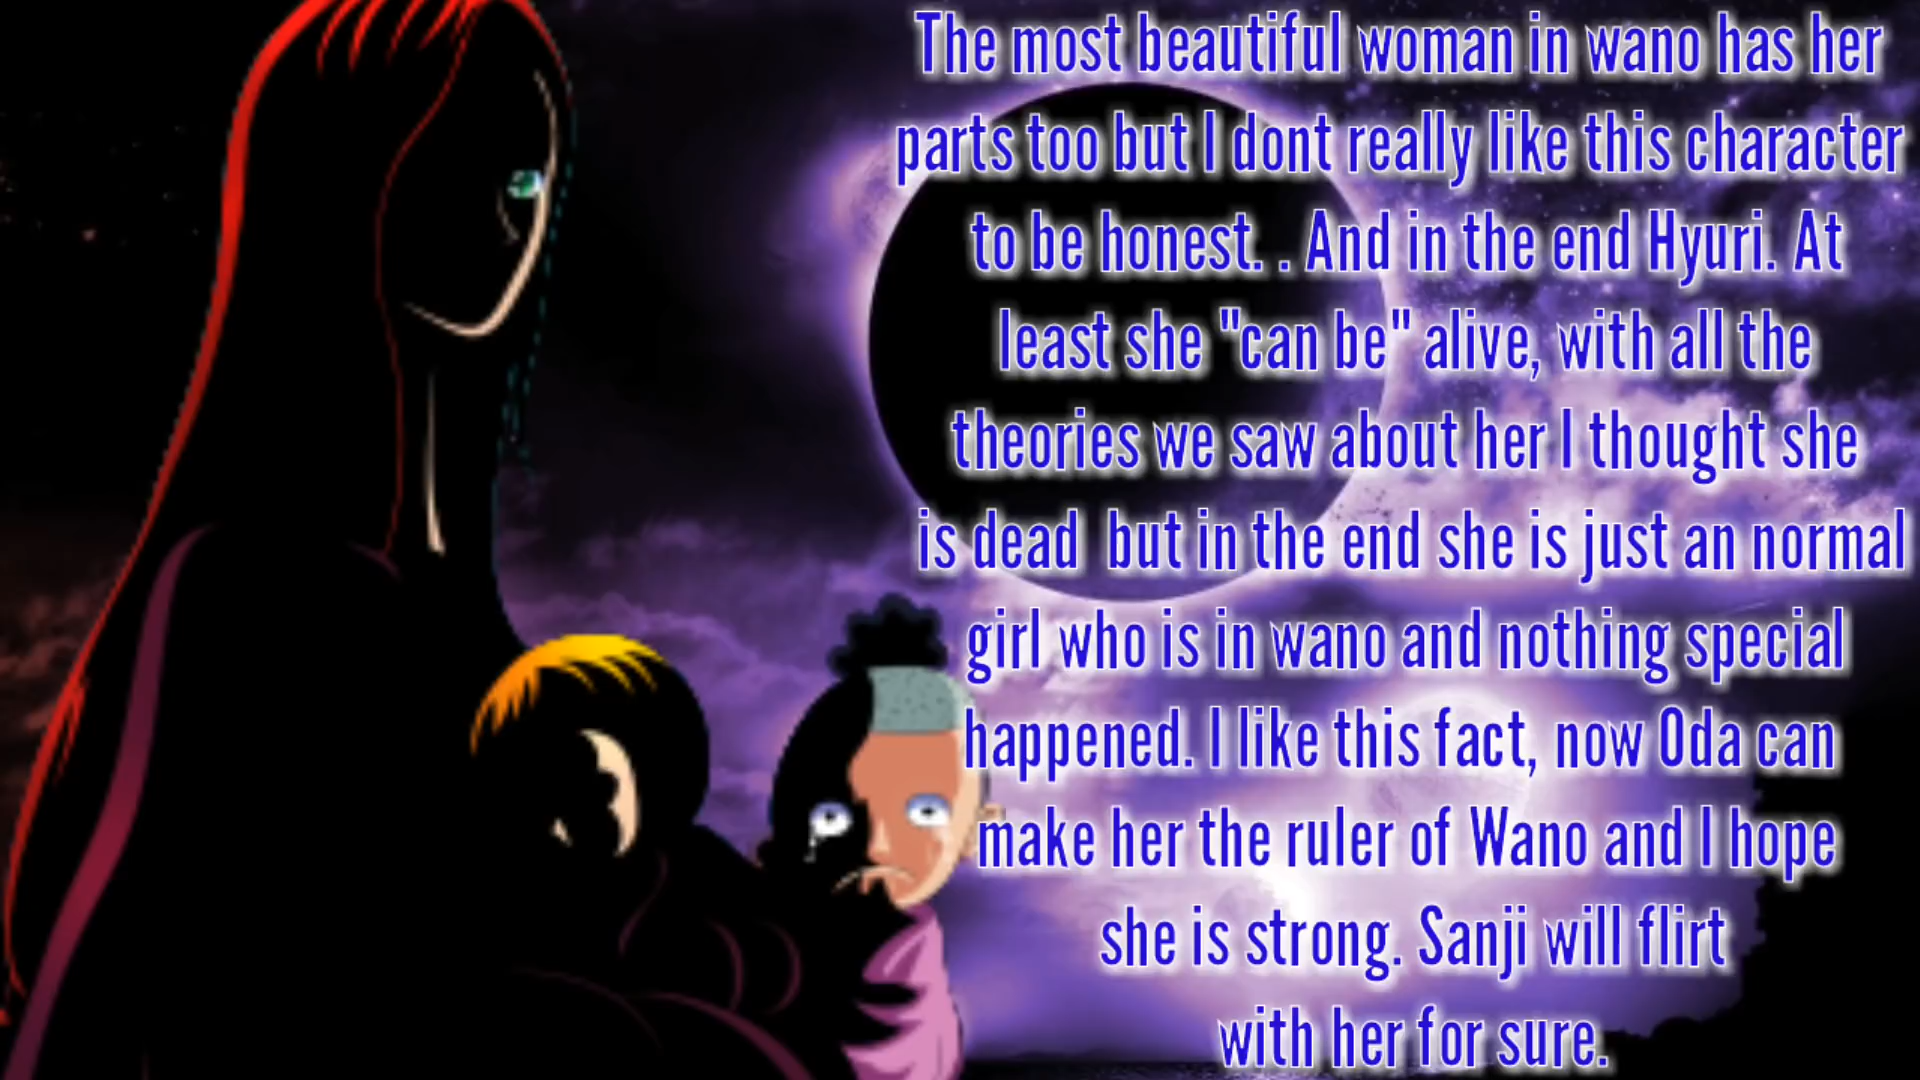 The most beautiful woman in wano has her
parts too but I dont really like this character
to be honest. . And in the end Hyuri. At
least she "can be" alive, with all the
theories we saw about her I thought she
is dead  but in the end she is just an normal
girl who is in wano and nothing special
happened. I like this fact, now Oda can
make her the ruler of Wano and I hope
she is strong. Sanji will flirt
with her for sure.